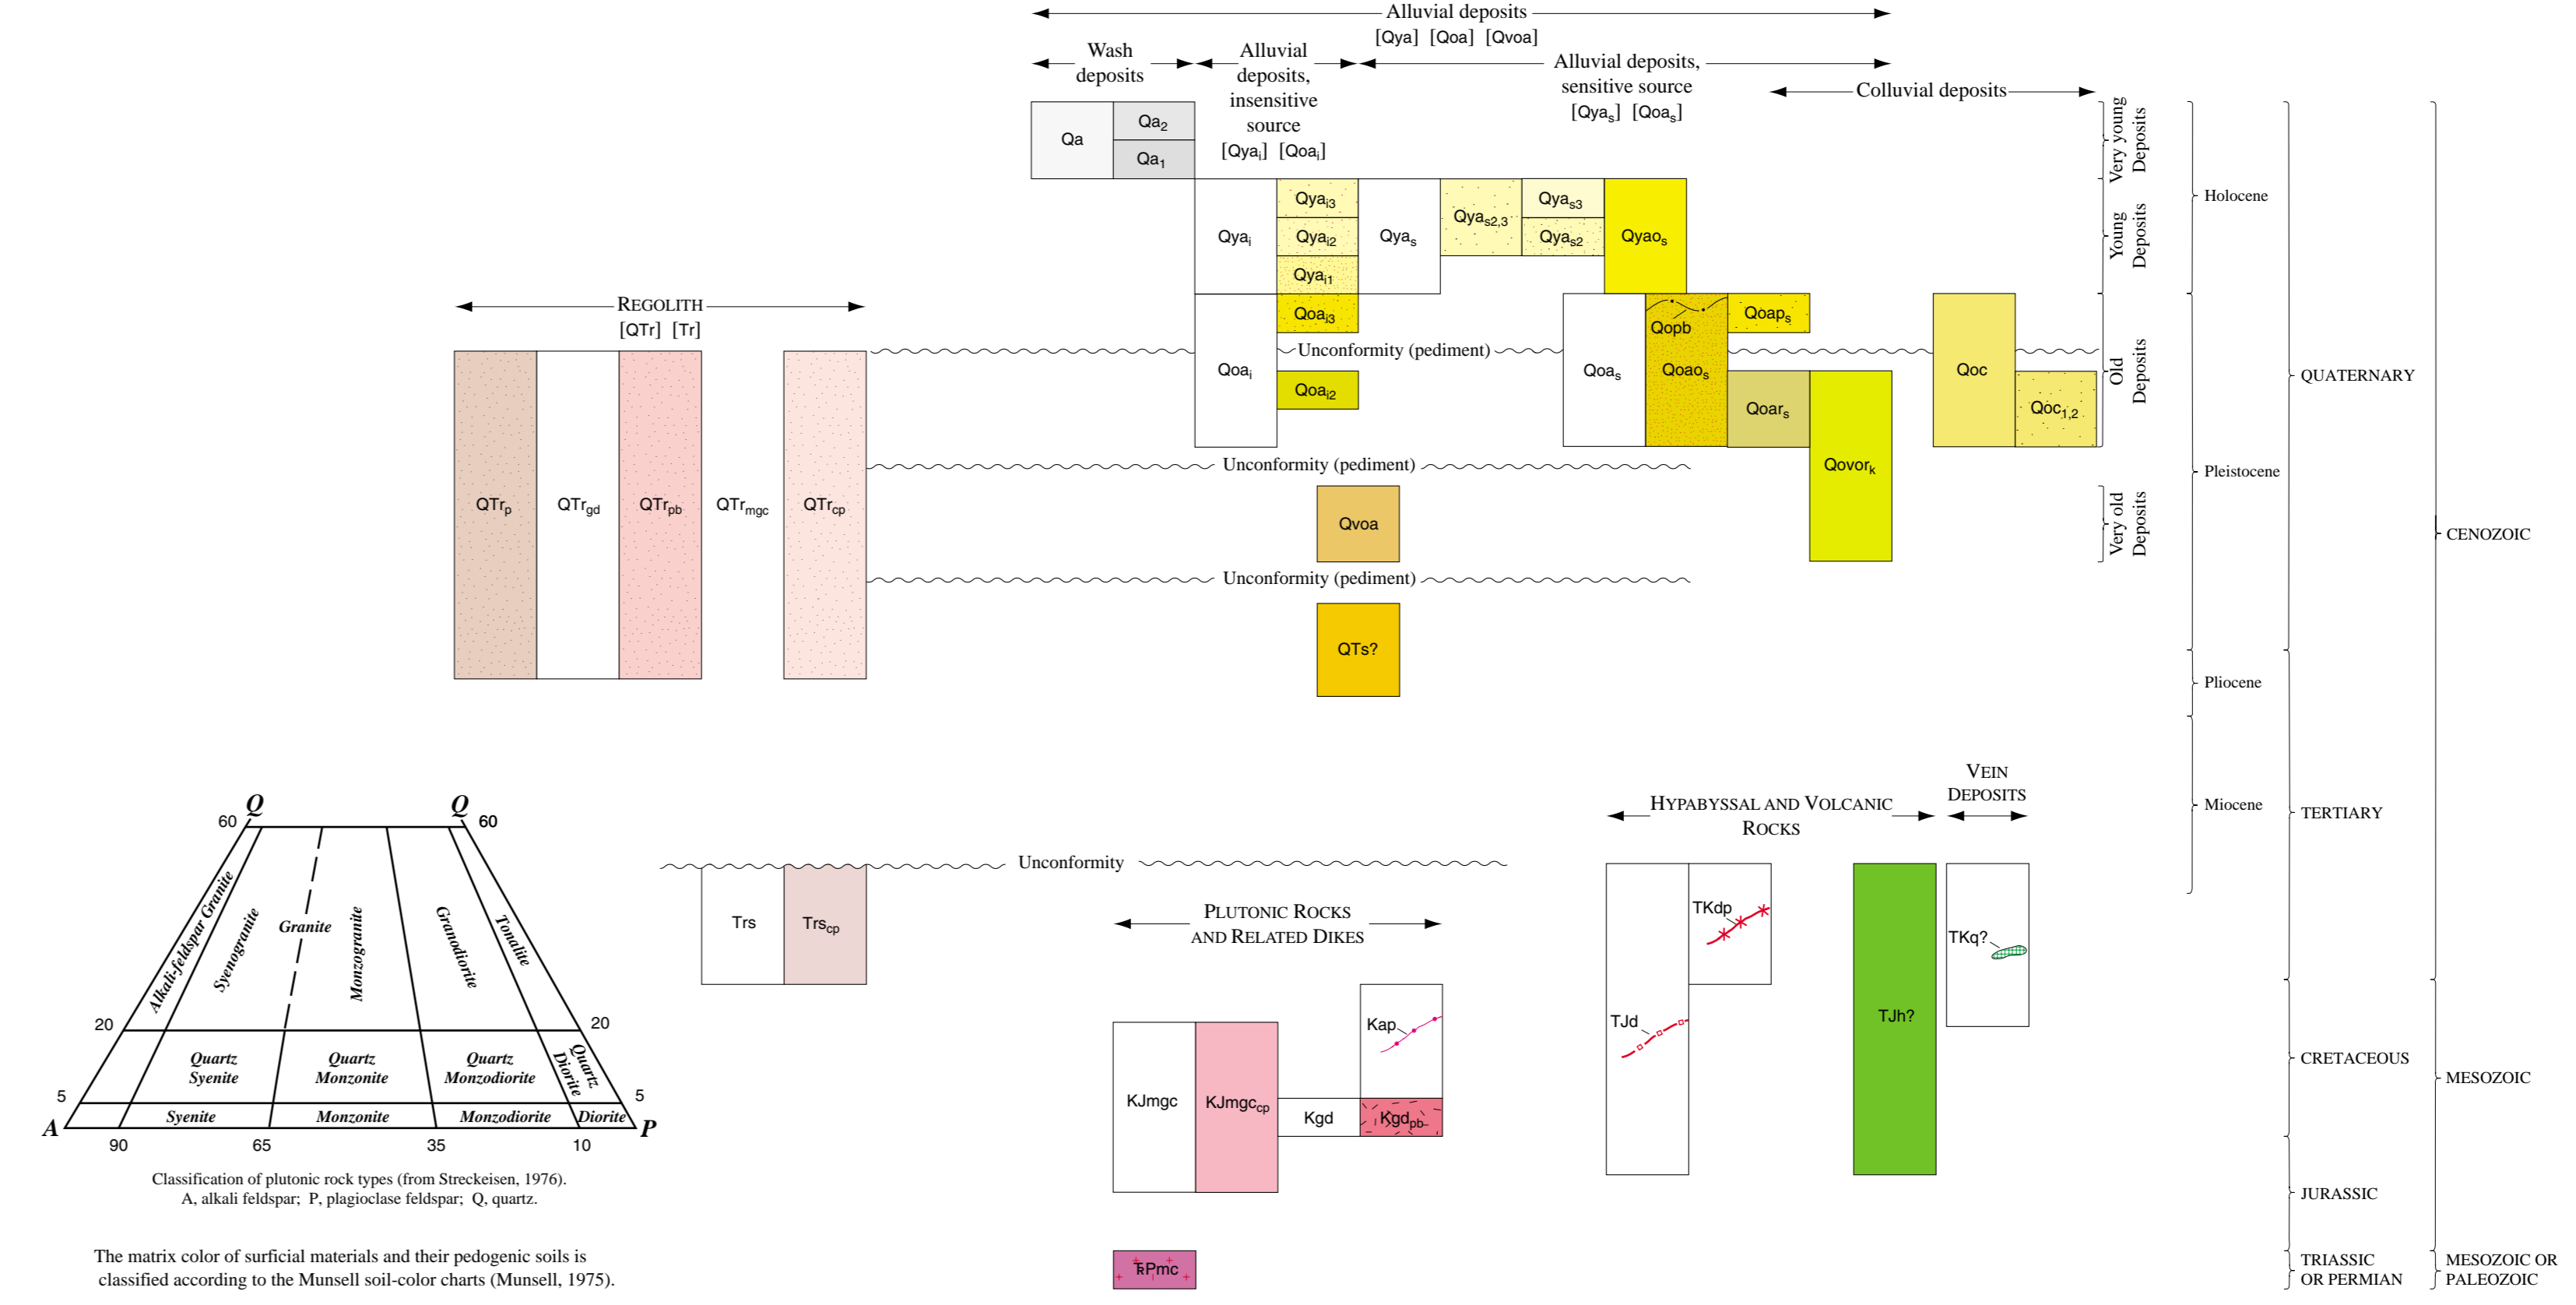 Alluvial deposits
[Qya] [Qoa] [Qvoa]
Wash
deposits
Alluvial
deposits,
insensitive
source
[Qyai] [Qoai]
Alluvial deposits,
sensitive source
[Qyas] [Qoas]
Colluvial deposits
Qa
Qa2
Qa1
Qyai
Qyai3
Qyai2
Qyai1
Qyas
Qyas2,3
Qyas3
Qyas2
Qyaos
Very young
Deposits
Young
Deposits
Old
Deposits
Very old
Deposits
Holocene
Pleistocene
Pliocene
Miocene
QUATERNARY
TERTIARY
CRETACEOUS
JURASSIC
TRIASSIC
OR PERMIAN
CENOZOIC
MESOZOIC
MESOZOIC OR
PALEOZOIC
REGOLITH
[QTr] [Tr]
Qoai
Qoai3
Unconformity (pediment)
Qoai2
Qoas
Qopb
Qoaos
Qoaps
Qoars
Qovork
Qoc
Qoc1,2
QTrp
QTrgd
QTrpb
QTrmgc
QTrcp
Unconformity (pediment)
Qvoa
Unconformity (pediment)
QTs?
HYPABYSSAL AND VOLCANIC
ROCKS
VEIN
DEPOSITS
Unconformity
Trs
Trscp
PLUTONIC ROCKS
AND RELATED DIKES
KJmgc
KJmgccp
Kgd
Kap
Kgdpb
TJd
TKdp
TJh?
TKq?
TRPmc
Q
Q
60
60
Alkali-feldspar Granite
Syenogranite
Granite
Monzogranite
Granodiorite
Tonalite
20
20
Quartz
Syenite
Quartz
Monzonite
Quartz
Monzodiorite
Quartz
Diorite
5
5
Syenite
Monzonite
Monzodiorite
Diorite
A
P
90
65
35
10
Classification of plutonic rock types (from Streckeisen, 1976).
A, alkali feldspar; P, plagioclase feldspar; Q, quartz.
The matrix color of surficial materials and their pedogenic soils is
classified according to the Munsell soil-color charts (Munsell, 1975).